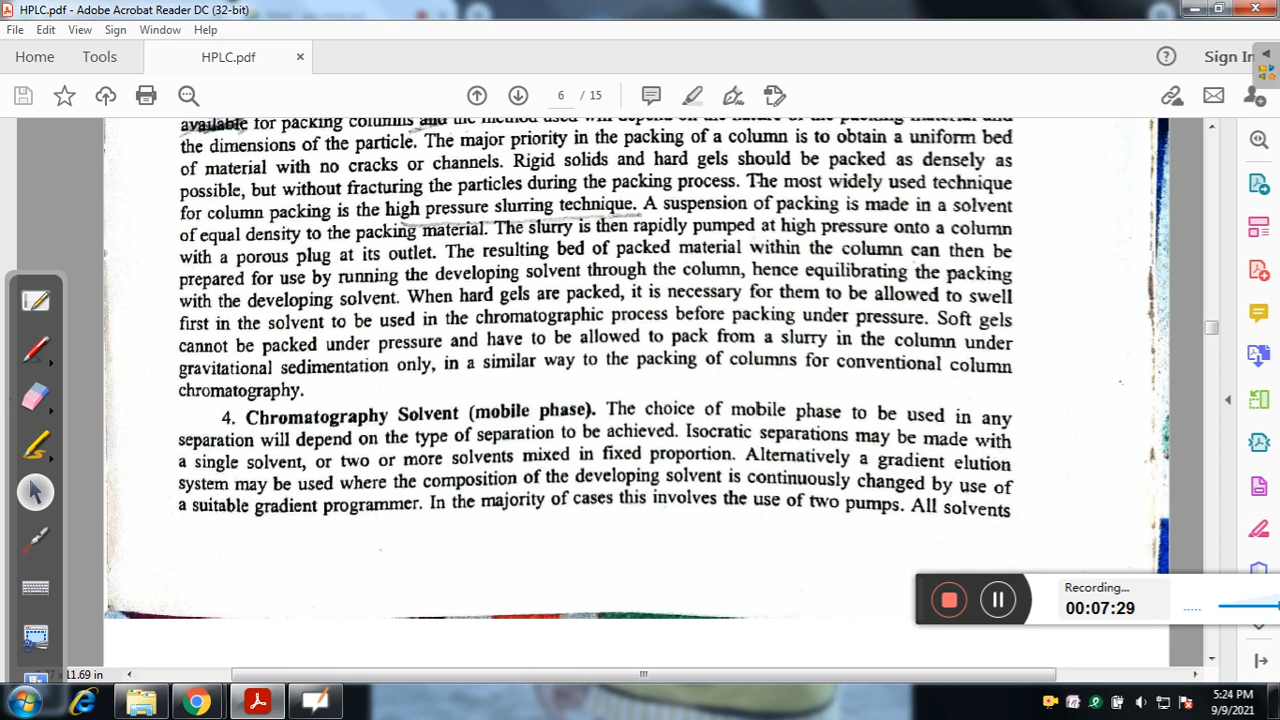 HPLC.pdf - Adobe Acrobat Reader DC (32-bit)
File Edit View Sign Window Help
Home Tools HPLC.pdf × Sign In
6 / 15
available for packing columns and the method used will depend on the nature of the packing material and
the dimensions of the particle. The major priority in the packing of a column is to obtain a uniform bed
of material with no cracks or channels. Rigid solids and hard gels should be packed as densely as
possible, but without fracturing the particles during the packing process. The most widely used technique
for column packing is the high pressure slurring technique. A suspension of packing is made in a solvent
of equal density to the packing material. The slurry is then rapidly pumped at high pressure onto a column
with a porous plug at its outlet. The resulting bed of packed material within the column can then be
prepared for use by running the developing solvent through the column, hence equilibrating the packing
with the developing solvent. When hard gels are packed, it is necessary for them to be allowed to swell
first in the solvent to be used in the chromatographic process before packing under pressure. Soft gels
cannot be packed under pressure and have to be allowed to pack from a slurry in the column under
gravitational sedimentation only, in a similar way to the packing of columns for conventional column
chromatography.
4. Chromatography Solvent (mobile phase). The choice of mobile phase to be used in any
separation will depend on the type of separation to be achieved. Isocratic separations may be made with
a single solvent, or two or more solvents mixed in fixed proportion. Alternatively a gradient elution
system may be used where the composition of the developing solvent is continuously changed by use of
a suitable gradient programmer. In the majority of cases this involves the use of two pumps. All solvents
Recording...
00:07:29
11.69 in
5:24 PM
9/9/2021